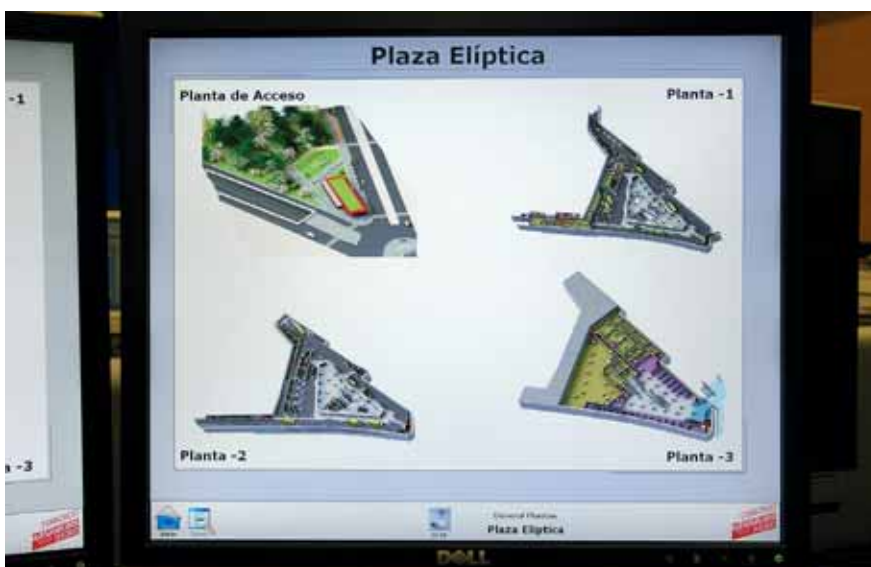 Plaza Elíptica
-1
Planta de Acceso
Planta -1
Planta -2
Planta -3
-3
Plaza Elíptica
DELL